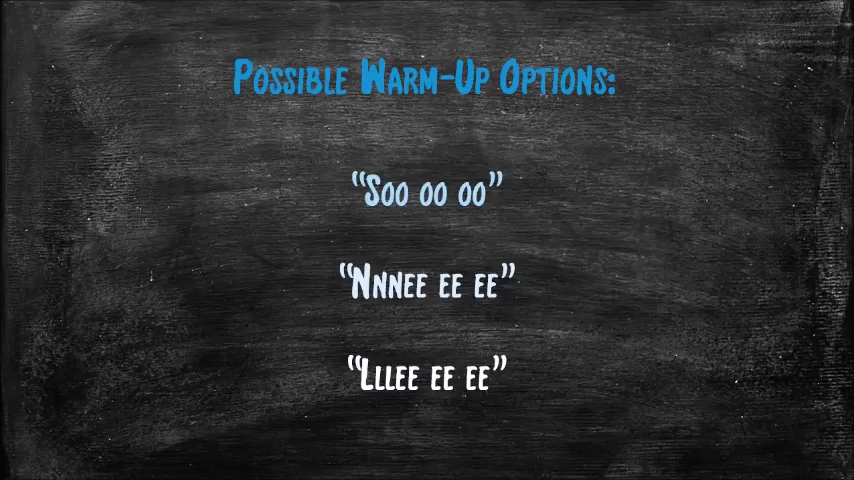 Possible Warm-Up Options:
“Soo oo oo”
“Nnnee ee ee”
“Lllee ee ee”